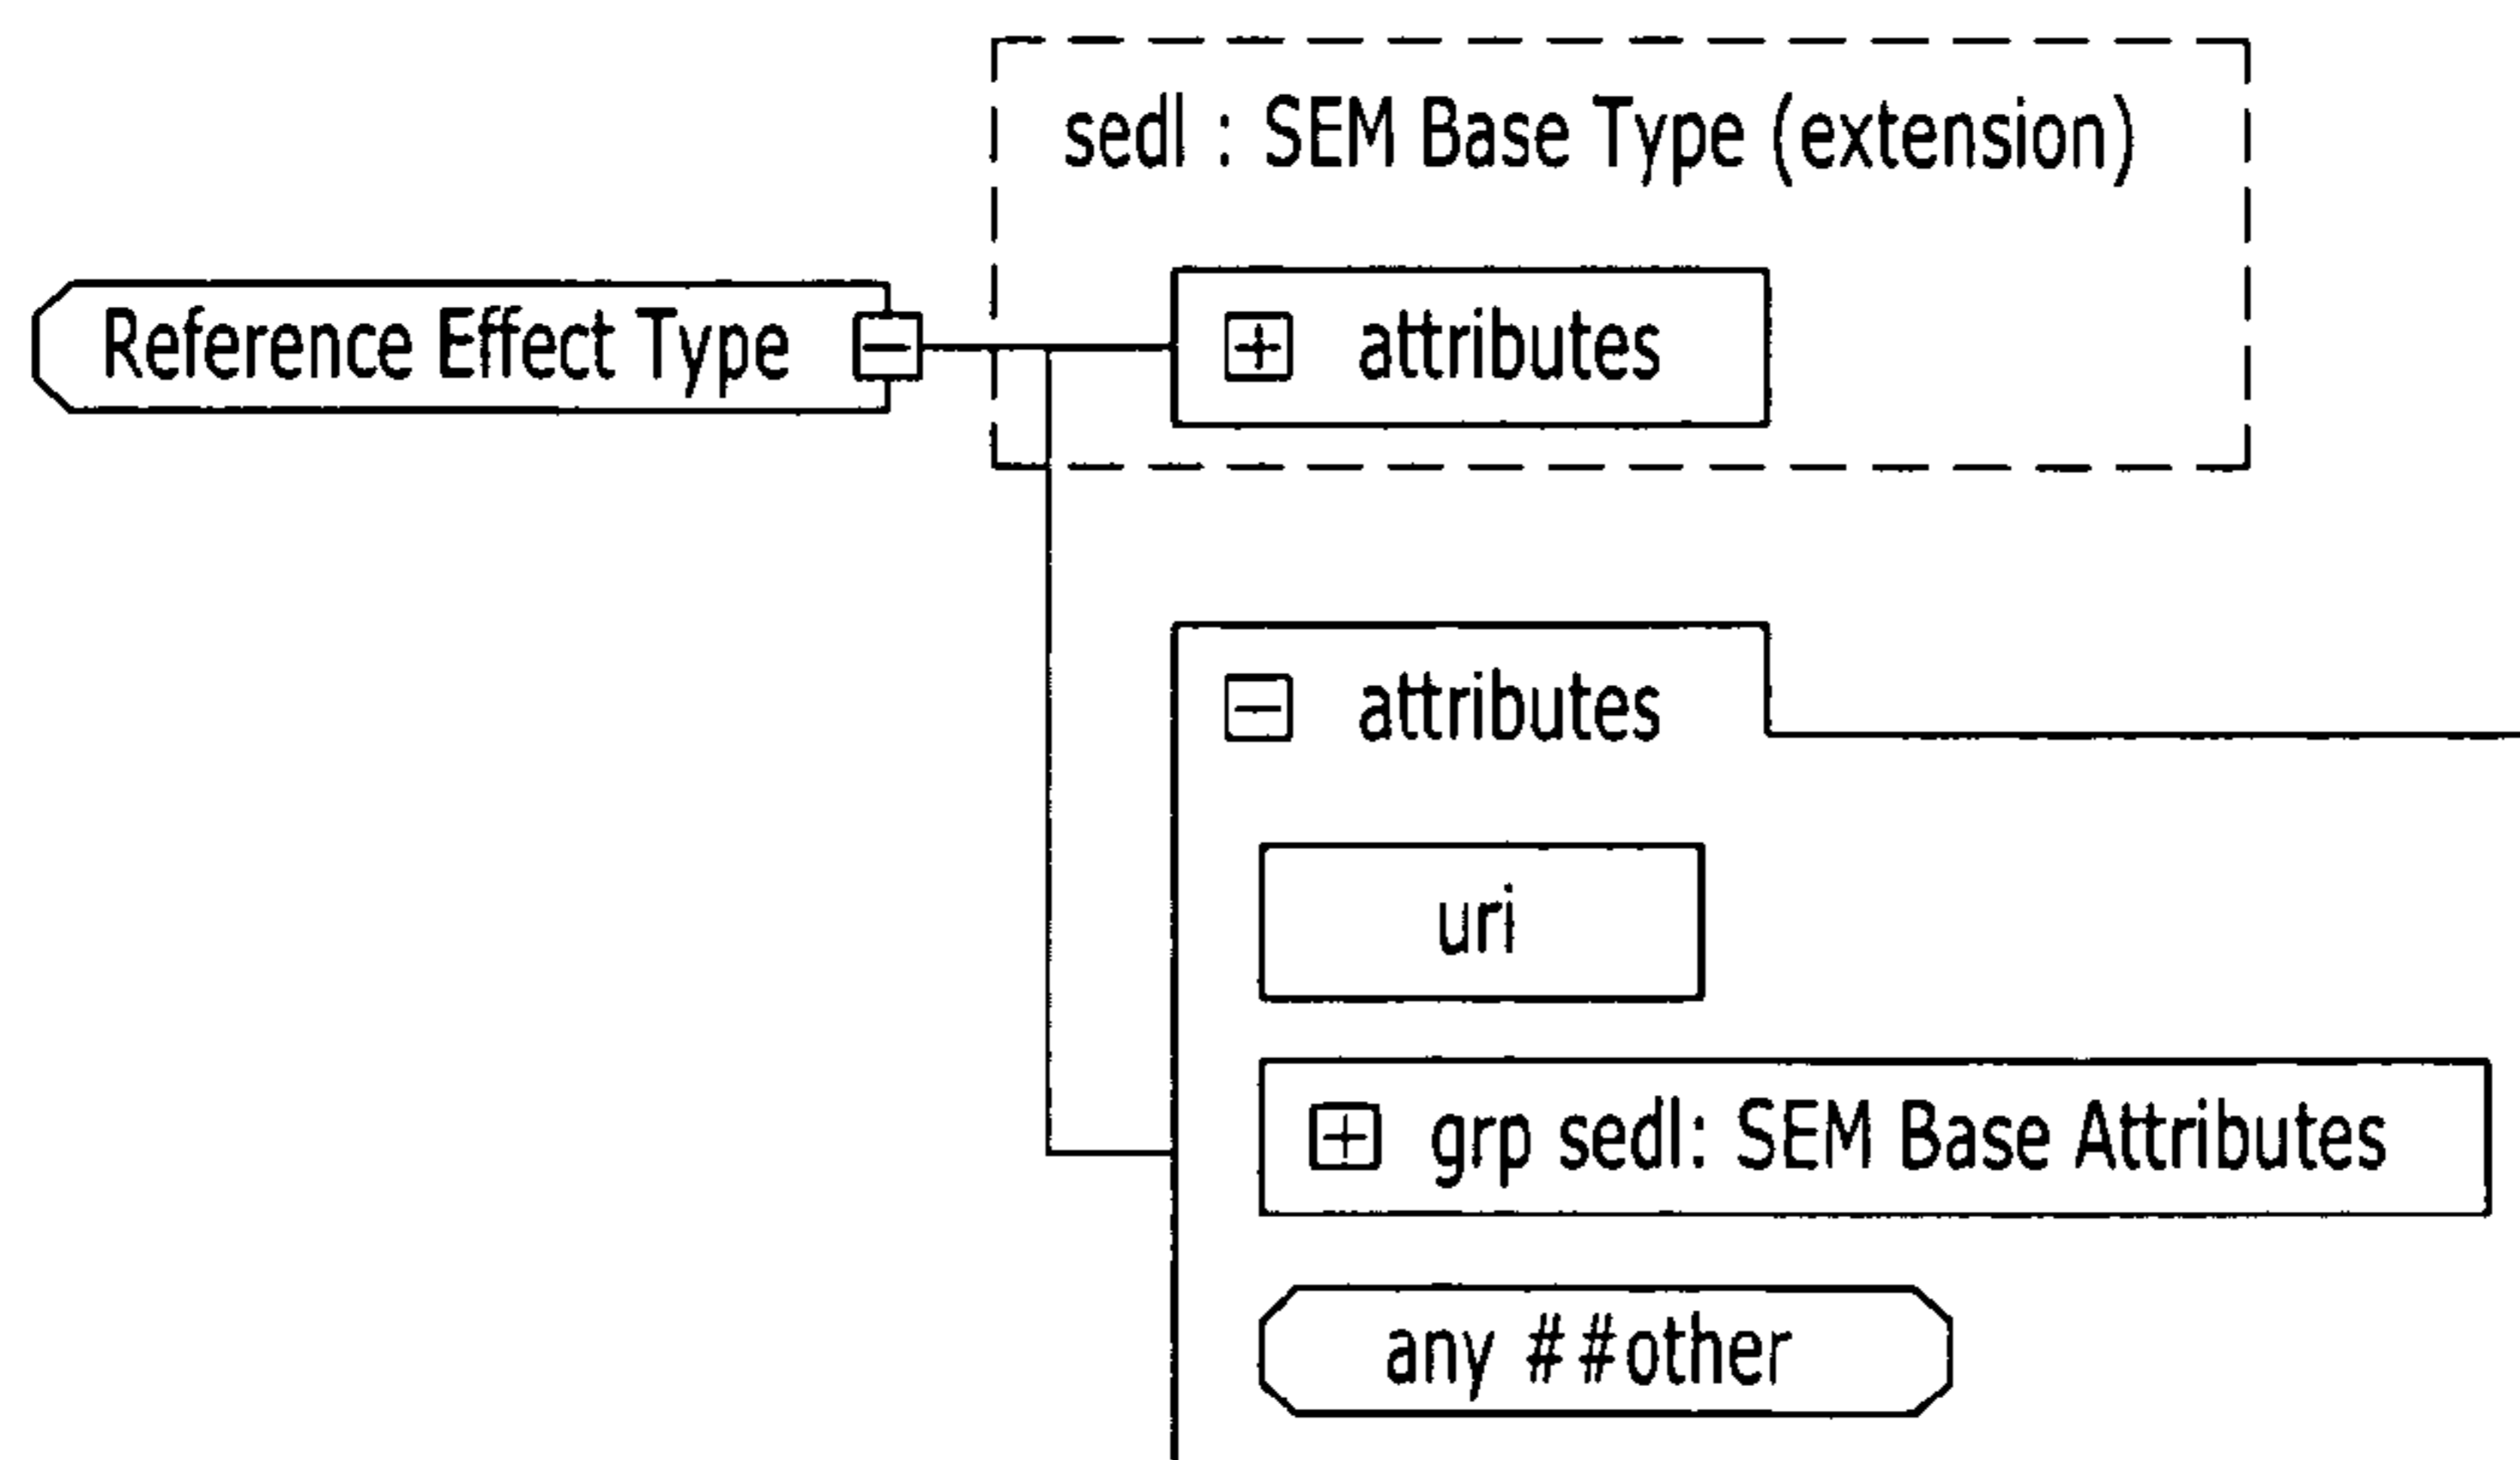 sedl : SEM Base Type (extension)
Reference Effect Type
attributes
attributes
uri
grp sedl: SEM Base Attributes
any ##other